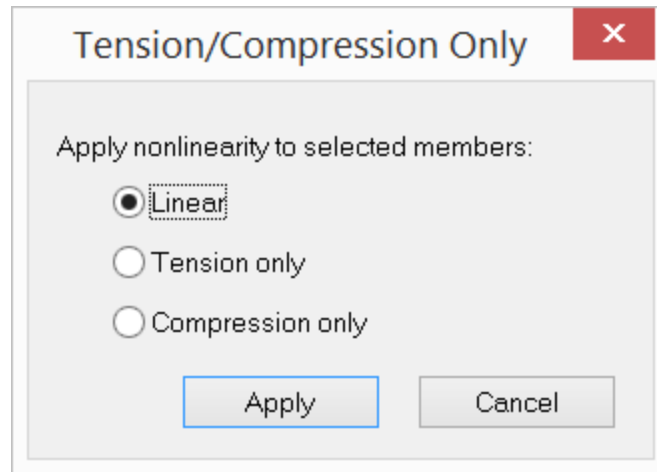 Tension/Compression Only
Apply nonlinearity to selected members:
Linear
Tension only
Compression only
Apply Cancel